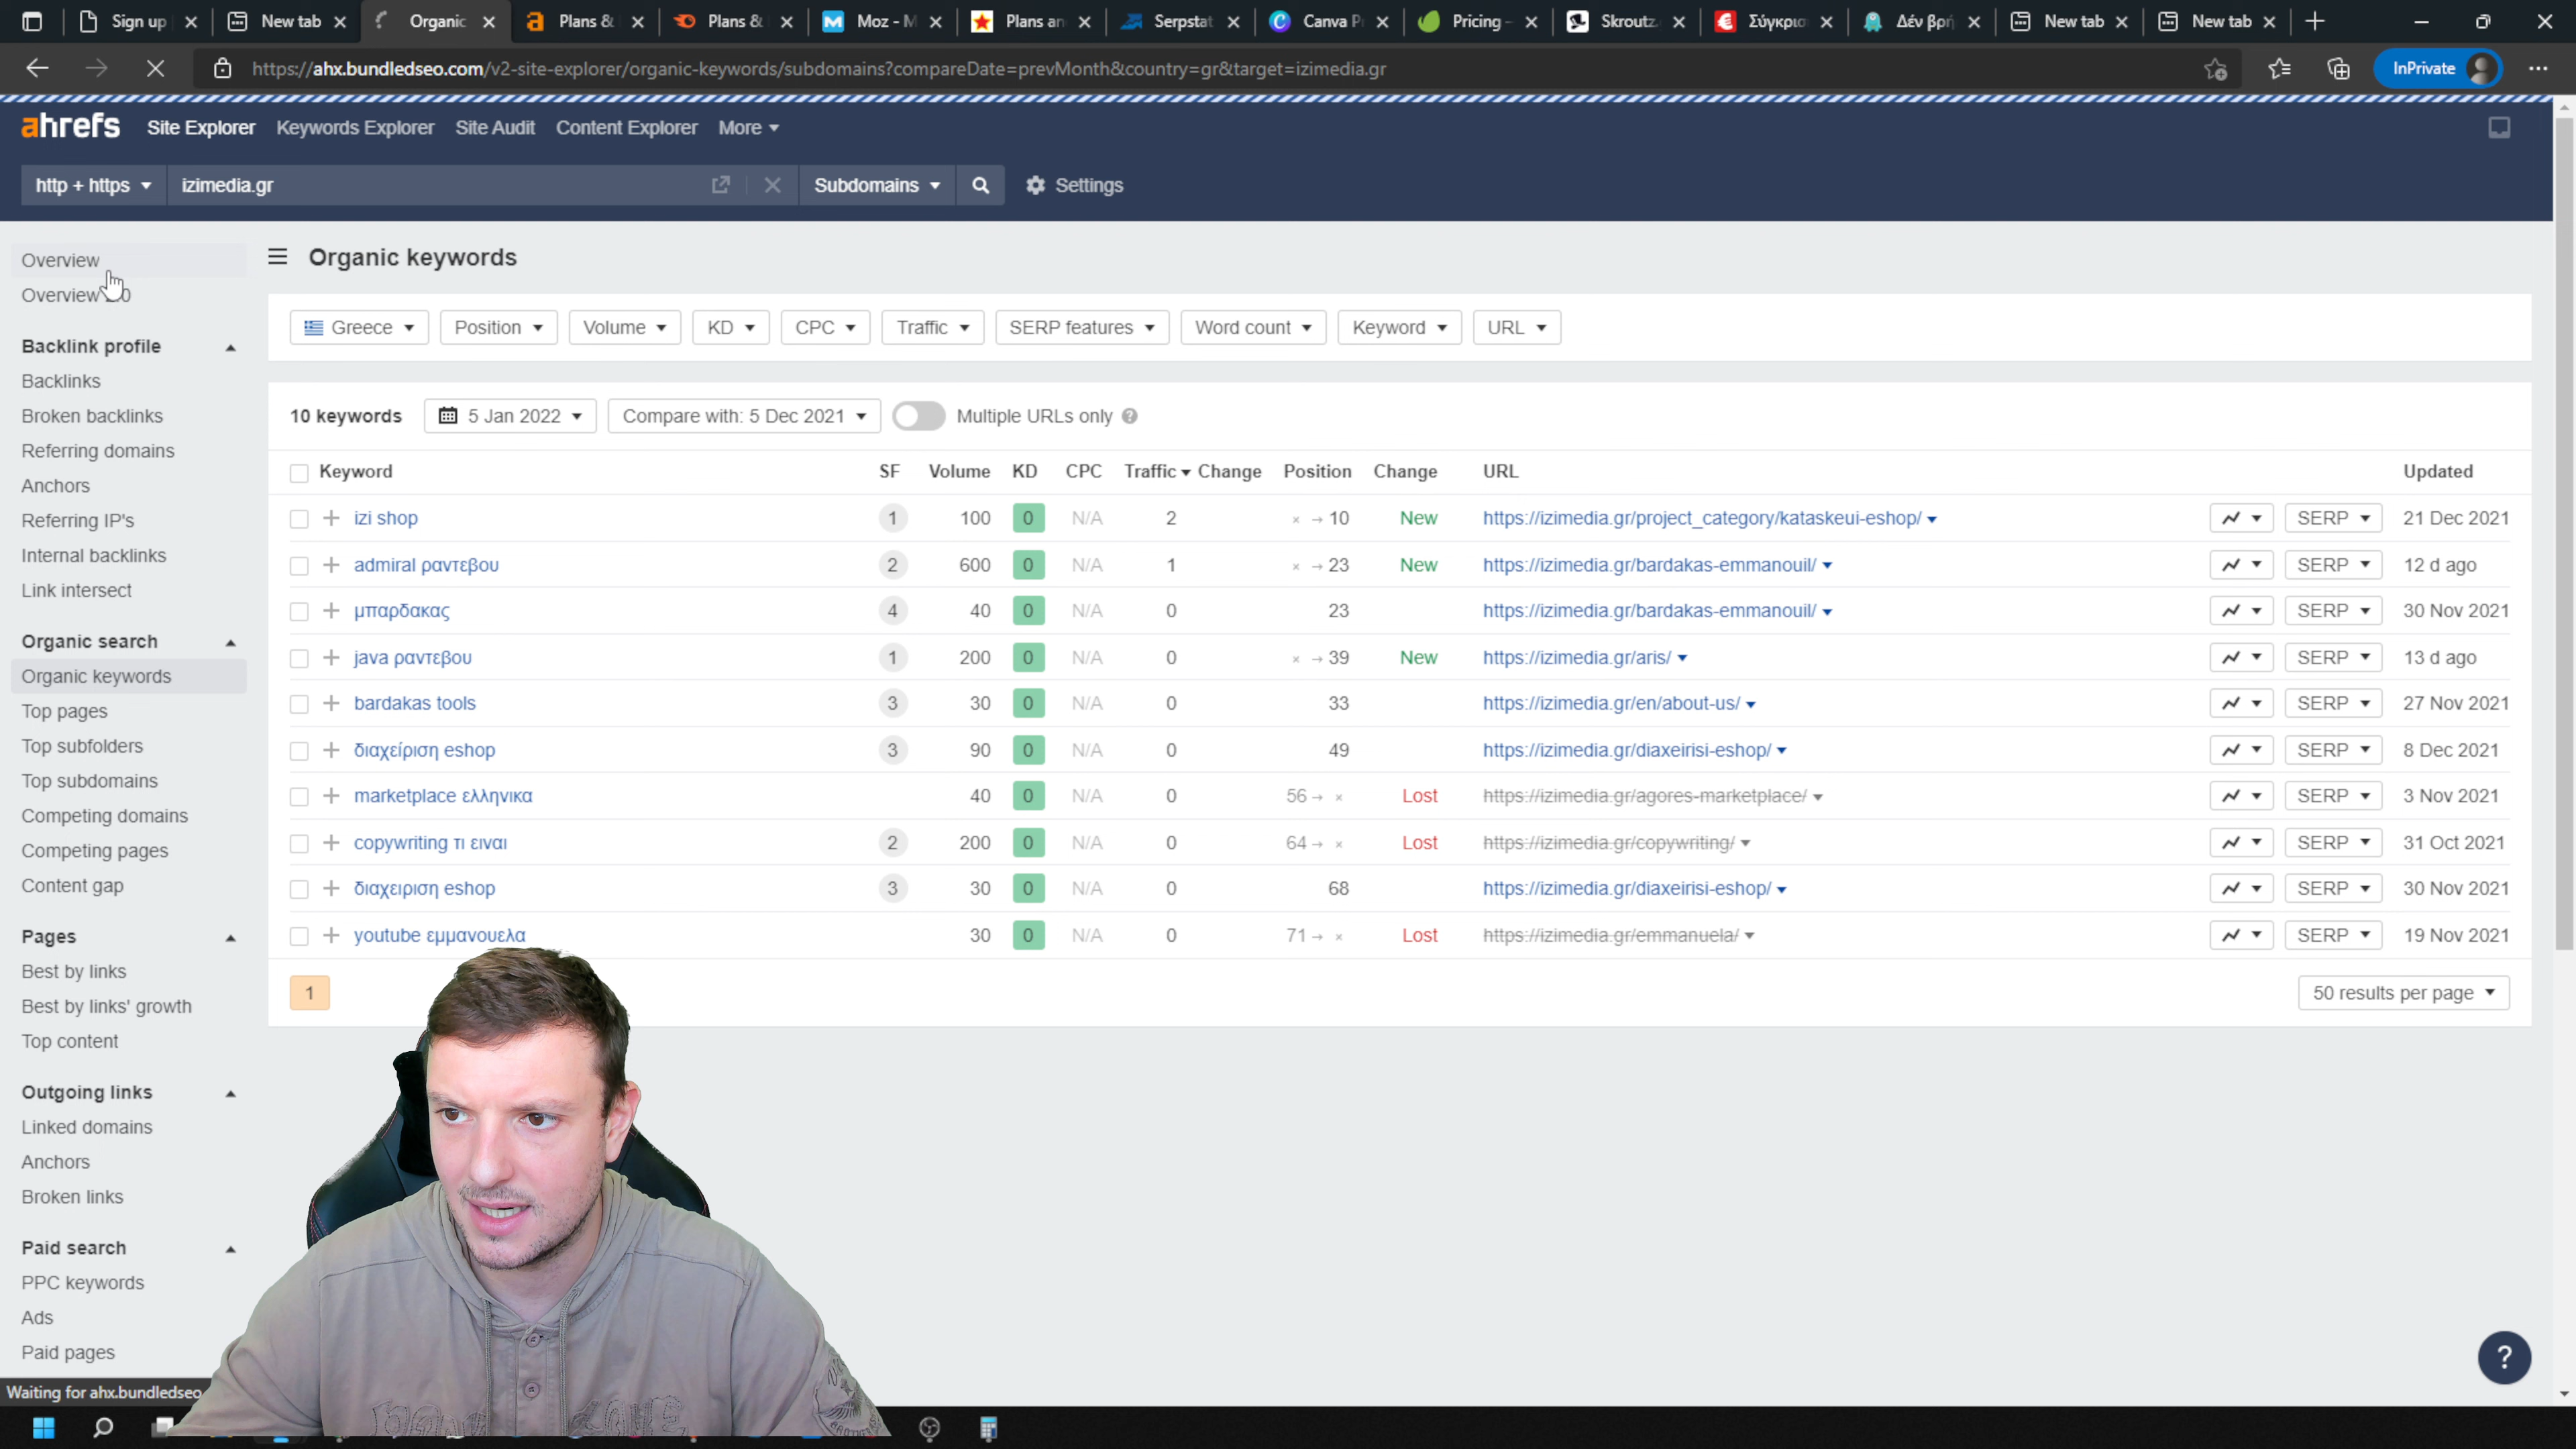 Sign up
New tab
Organic
Plans &
Plans &
Moz - M
Plans an
Serpstat
Canva P
Pricing -
Skroutz.
Σύγκρισ
Δέν βρή
New tab
New tab
https://ahx.bundledseo.com/v2-site-explorer/organic-keywords/subdomains?compareDate=prevMonth&country=gr&target=izimedia.gr
InPrivate
ahrefs Site Explorer Keywords Explorer Site Audit Content Explorer More
http + https izimedia.gr Subdomains Settings
Overview
Overview 2.0
Backlink profile
Backlinks
Broken backlinks
Referring domains
Anchors
Referring IP's
Internal backlinks
Link intersect
Organic search
Organic keywords
Top pages
Top subfolders
Top subdomains
Competing domains
Competing pages
Content gap
Pages
Best by links
Best by links' growth
Top content
Outgoing links
Linked domains
Anchors
Broken links
Paid search
PPC keywords
Ads
Paid pages
Organic keywords
Greece Position Volume KD CPC Traffic SERP features Word count Keyword URL
10 keywords 5 Jan 2022 Compare with: 5 Dec 2021 Multiple URLs only ?
Keyword SF Volume KD CPC Traffic Change Position Change URL Updated
izi shop 1 100 0 N/A 2 × → 10 New https://izimedia.gr/project_category/kataskeui-eshop/ SERP 21 Dec 2021
admiral ραντεβου 2 600 0 N/A 1 × → 23 New https://izimedia.gr/bardakas-emmanouil/ SERP 12 d ago
μπαρδακας 4 40 0 N/A 0 23 https://izimedia.gr/bardakas-emmanouil/ SERP 30 Nov 2021
java ραντεβου 1 200 0 N/A 0 × → 39 New https://izimedia.gr/aris/ SERP 13 d ago
bardakas tools 3 30 0 N/A 0 33 https://izimedia.gr/en/about-us/ SERP 27 Nov 2021
διαχείριση eshop 3 90 0 N/A 0 49 https://izimedia.gr/diaxeirisi-eshop/ SERP 8 Dec 2021
marketplace ελληνικα 40 0 N/A 0 56 → × Lost https://izimedia.gr/agores-marketplace/ SERP 3 Nov 2021
copywriting τι ειναι 2 200 0 N/A 0 64 → × Lost https://izimedia.gr/copywriting/ SERP 31 Oct 2021
διαχειριση eshop 3 30 0 N/A 0 68 https://izimedia.gr/diaxeirisi-eshop/ SERP 30 Nov 2021
youtube εμμανουελα 30 0 N/A 0 71 → × Lost https://izimedia.gr/emmanuela/ SERP 19 Nov 2021
1 50 results per page
?
Waiting for ahx.bundledseo